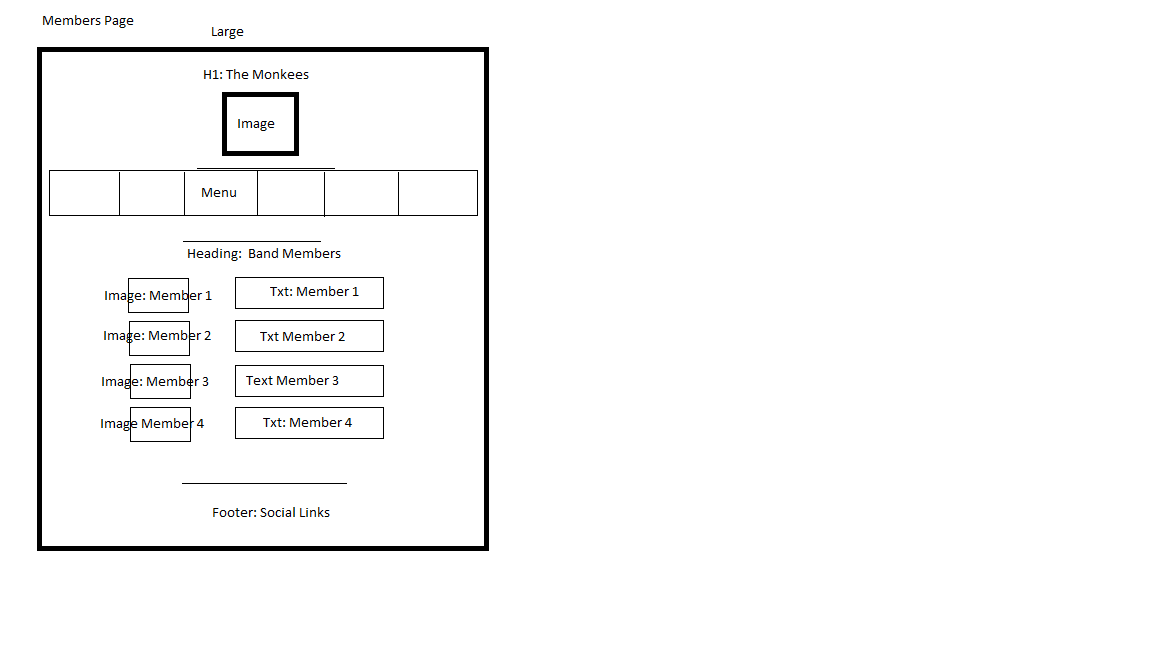 Members Page
Large
H1: The Monkees
Image
Menu
Heading:  Band Members
Image: Member 1
Txt: Member 1
Image: Member 2
Txt Member 2
Image: Member 3
Text Member 3
Image Member 4
Txt: Member 4
Footer: Social Links